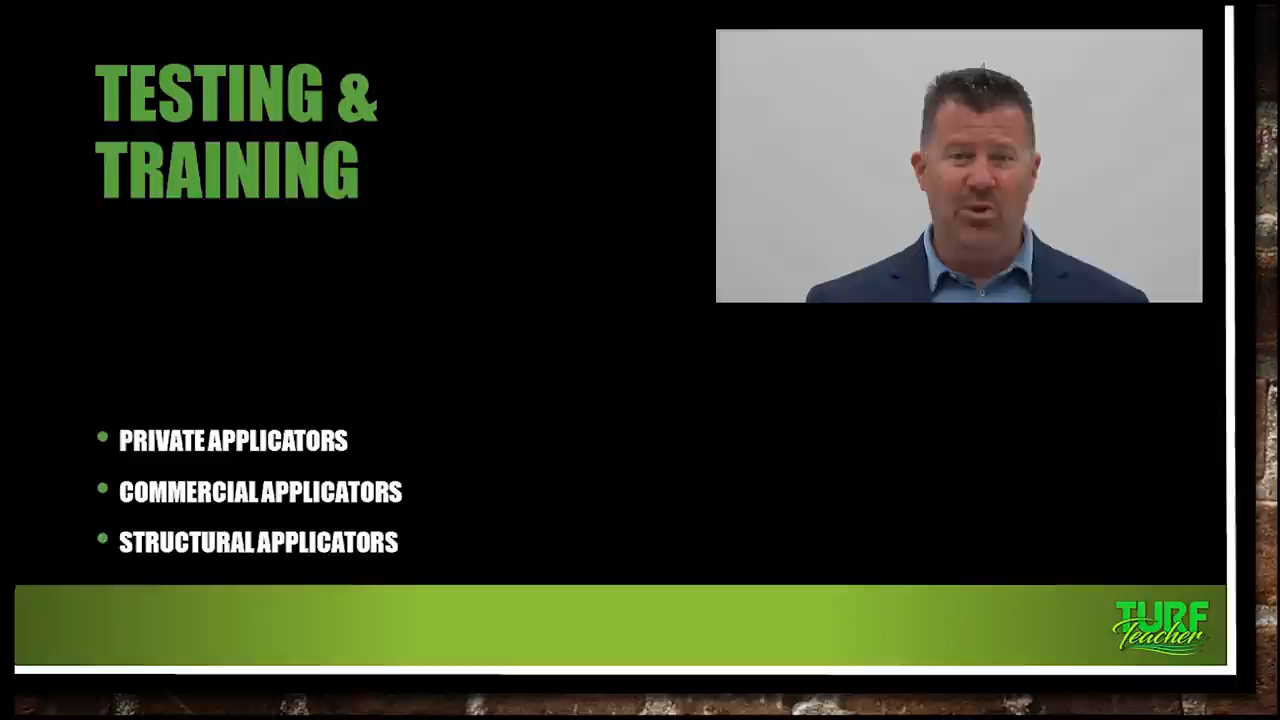 TESTING &
TRAINING
PRIVATE APPLICATORS
COMMERCIAL APPLICATORS
STRUCTURAL APPLICATORS
TURF
Teacher